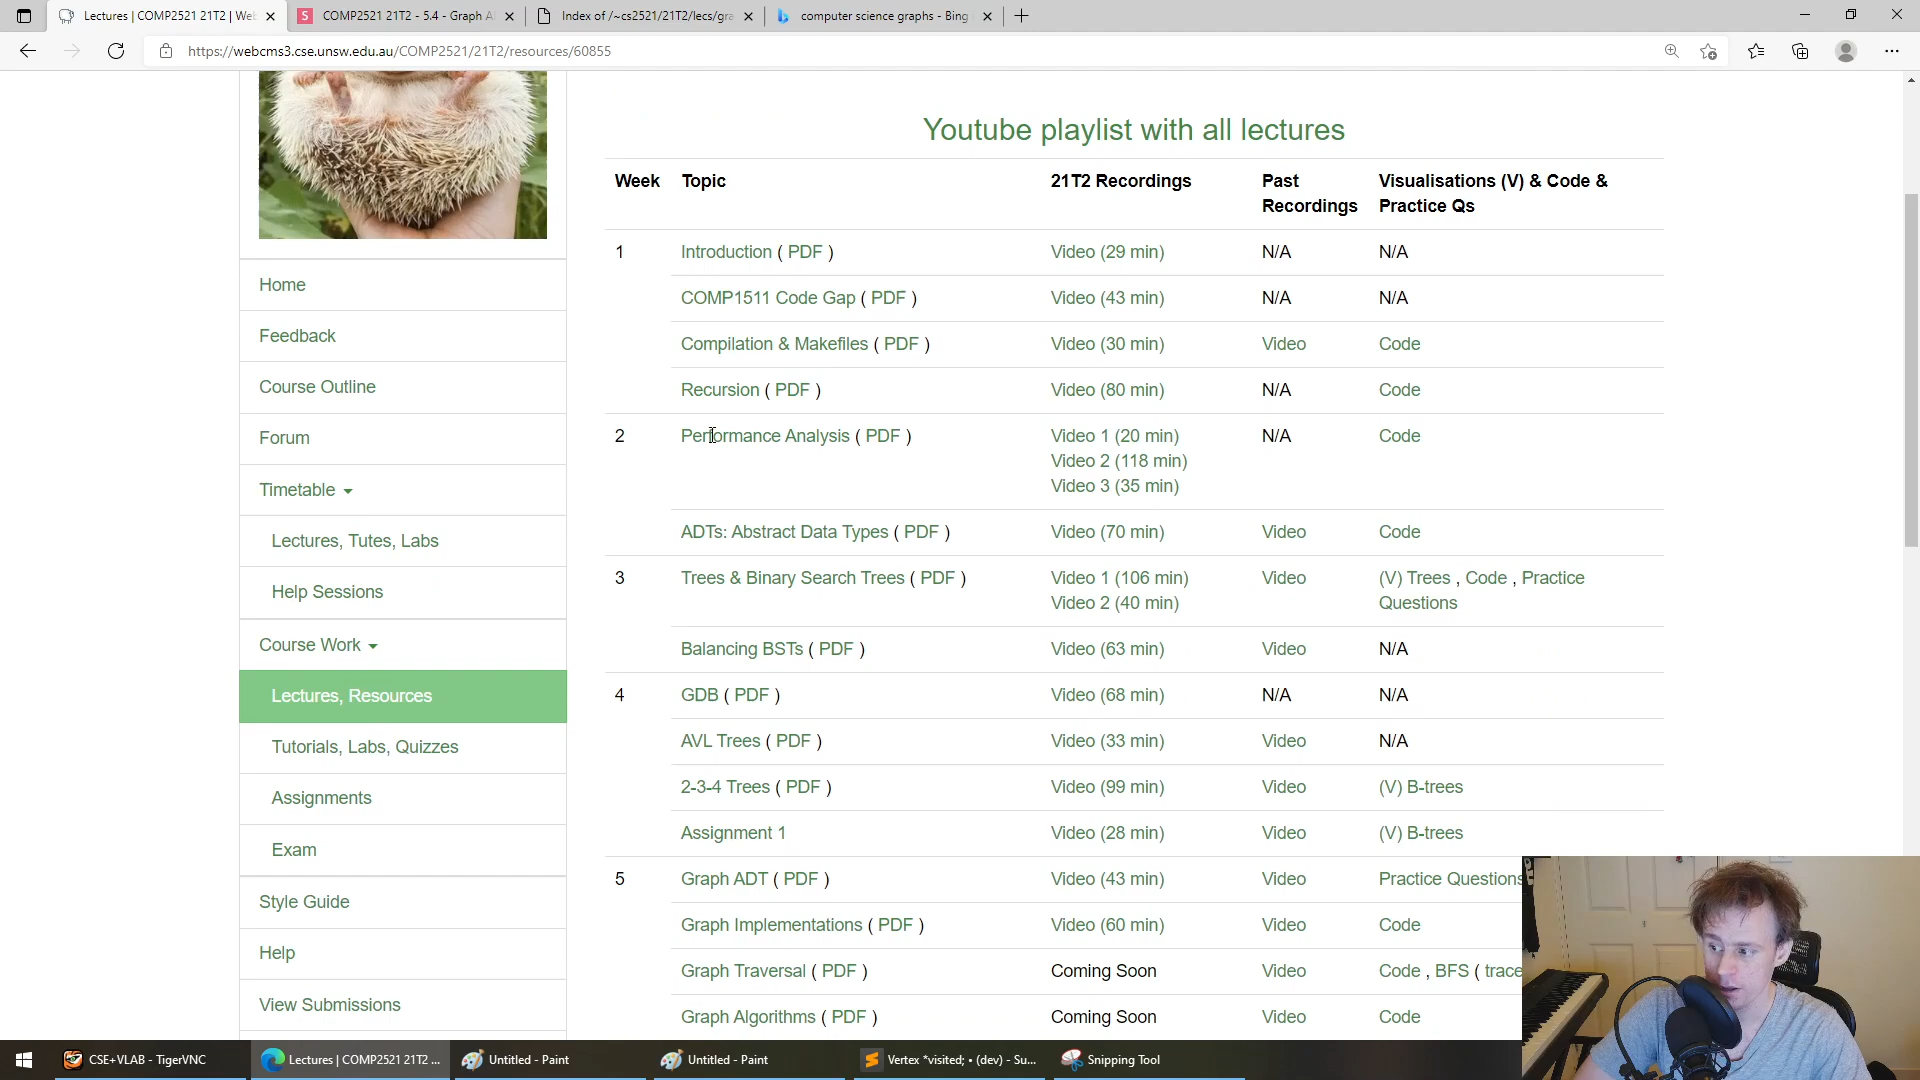 Lectures | COMP2521 21T2 | Web
COMP2521 21T2 - 5.4 - Graph A
Index of /~cs2521/21T2/lecs/gra
computer science graphs - Bing
https://webcms3.cse.unsw.edu.au/COMP2521/21T2/resources/60855
Home
Feedback
Course Outline
Forum
Timetable
Lectures, Tutes, Labs
Help Sessions
Course Work
Lectures, Resources
Tutorials, Labs, Quizzes
Assignments
Exam
Style Guide
Help
View Submissions
Youtube playlist with all lectures
Week Topic 21T2 Recordings Past Recordings Visualisations (V) & Code & Practice Qs
1 Introduction ( PDF ) Video (29 min) N/A N/A
COMP1511 Code Gap ( PDF ) Video (43 min) N/A N/A
Compilation & Makefiles ( PDF ) Video (30 min) Video Code
Recursion ( PDF ) Video (80 min) N/A Code
2 Performance Analysis ( PDF ) Video 1 (20 min) N/A Code
Video 2 (118 min)
Video 3 (35 min)
ADTs: Abstract Data Types ( PDF ) Video (70 min) Video Code
3 Trees & Binary Search Trees ( PDF ) Video 1 (106 min) Video (V) Trees , Code , Practice
Video 2 (40 min) Questions
Balancing BSTs ( PDF ) Video (63 min) Video N/A
4 GDB ( PDF ) Video (68 min) N/A N/A
AVL Trees ( PDF ) Video (33 min) Video N/A
2-3-4 Trees ( PDF ) Video (99 min) Video (V) B-trees
Assignment 1 Video (28 min) Video (V) B-trees
5 Graph ADT ( PDF ) Video (43 min) Video Practice Questions
Graph Implementations ( PDF ) Video (60 min) Video Code
Graph Traversal ( PDF ) Coming Soon Video Code , BFS ( trace
Graph Algorithms ( PDF ) Coming Soon Video Code
CSE+VLAB - TigerVNC
Lectures | COMP2521 21T2 ...
Untitled - Paint
Untitled - Paint
Vertex *visited; • (dev) - Su...
Snipping Tool